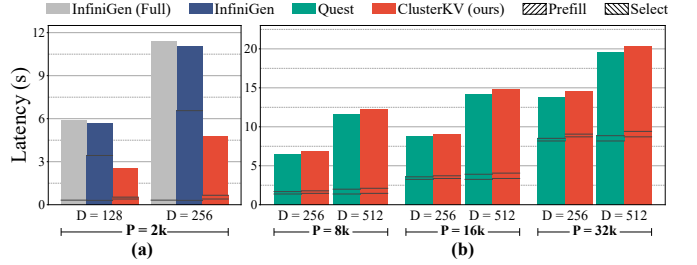 InfiniGen (Full) InfiniGen Quest ClusterKV (ours) Prefill Select
Latency (s)
12
9
6
3
0
D = 128 D = 256
P = 2k
(a)
20
15
10
5
0
D = 256 D = 512 D = 256 D = 512 D = 256 D = 512
P = 8k P = 16k P = 32k
(b)